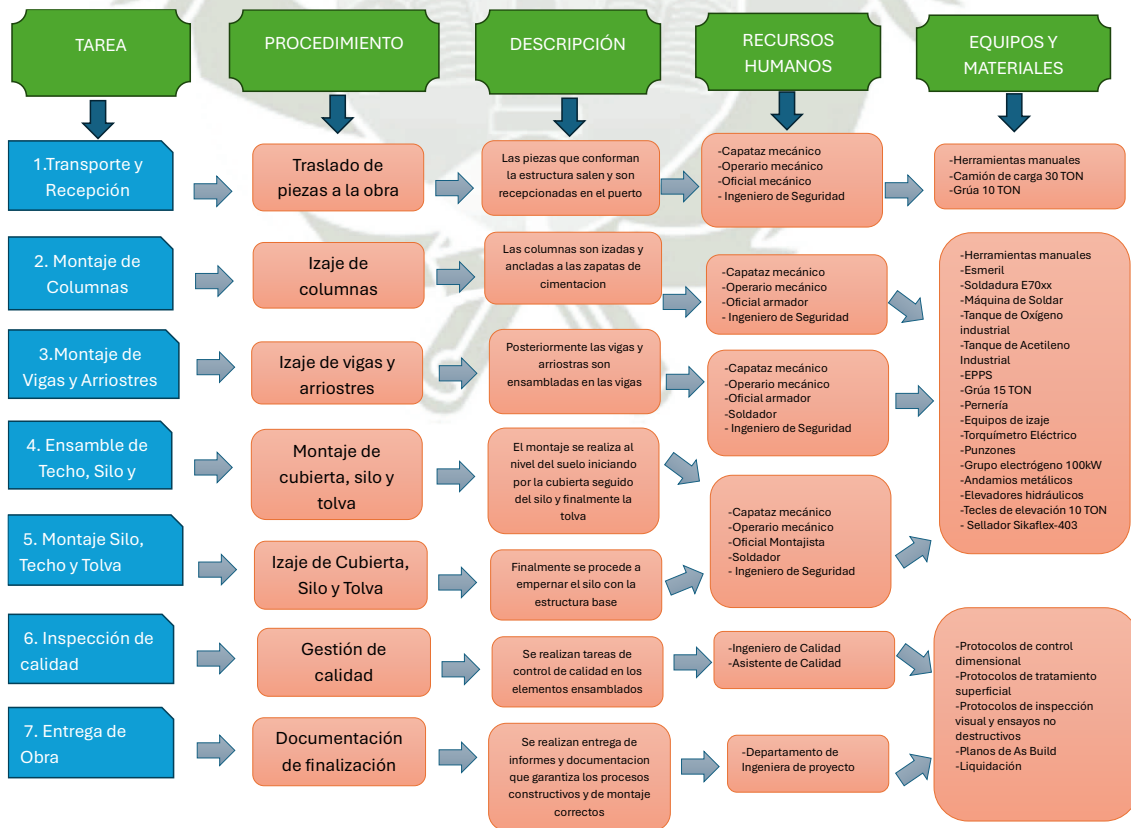 TAREA
PROCEDIMIENTO
DESCRIPCIÓN
RECURSOS
HUMANOS
EQUIPOS Y
MATERIALES
1.Transporte y
Recepción
Traslado de
piezas a la obra
Las piezas que conforman
la estructura salen y son
recepcionadas en el puerto
-Capataz mecánico
-Operario mecánico
-Oficial mecánico
- Ingeniero de Seguridad
-Herramientas manuales
-Camión de carga 30 TON
-Grúa 10 TON
2. Montaje de
Columnas
Izaje de
columnas
Las columnas son izadas y
ancladas a las zapatas de
cimentacion
-Capataz mecánico
-Operario mecánico
-Oficial armador
- Ingeniero de Seguridad
-Herramientas manuales
-Esmeril
-Soldadura E70xx
-Máquina de Soldar
-Tanque de Oxígeno
industrial
-Tanque de Acetileno
Industrial
-EPPS
-Grúa 15 TON
-Pernería
-Equipos de izaje
-Torquímetro Eléctrico
-Punzones
-Grupo electrógeno 100kW
-Andamios metálicos
-Elevadores hidráulicos
-Tecles de elevación 10 TON
- Sellador Sikaflex-403
3.Montaje de
Vigas y Arriostres
Izaje de vigas y
arriostres
Posteriormente las vigas y
arriostras son
ensambladas en las vigas
-Capataz mecánico
-Operario mecánico
-Oficial armador
-Soldador
- Ingeniero de Seguridad
4. Ensamble de
Techo, Silo y
Montaje de
cubierta, silo y
tolva
El montaje se realiza al
nivel del suelo iniciando
por la cubierta seguido
del silo y finalmente la
tolva
-Capataz mecánico
-Operario mecánico
-Oficial Montajista
-Soldador
- Ingeniero de Seguridad
5. Montaje Silo,
Techo y Tolva
Izaje de Cubierta,
Silo y Tolva
Finalmente se procede a
empernar el silo con la
estructura base
6. Inspección de
calidad
Gestión de
calidad
Se realizan tareas de
control de calidad en los
elementos ensamblados
-Ingeniero de Calidad
-Asistente de Calidad
-Protocolos de control
dimensional
-Protocolos de tratamiento
superficial
-Protocolos de inspección
visual y ensayos no
destructivos
-Planos de As Build
-Liquidación
7. Entrega de
Obra
Documentación
de finalización
Se realizan entrega de
informes y documentacion
que garantiza los procesos
constructivos y de montaje
correctos
-Departamento de
Ingeniera de proyecto